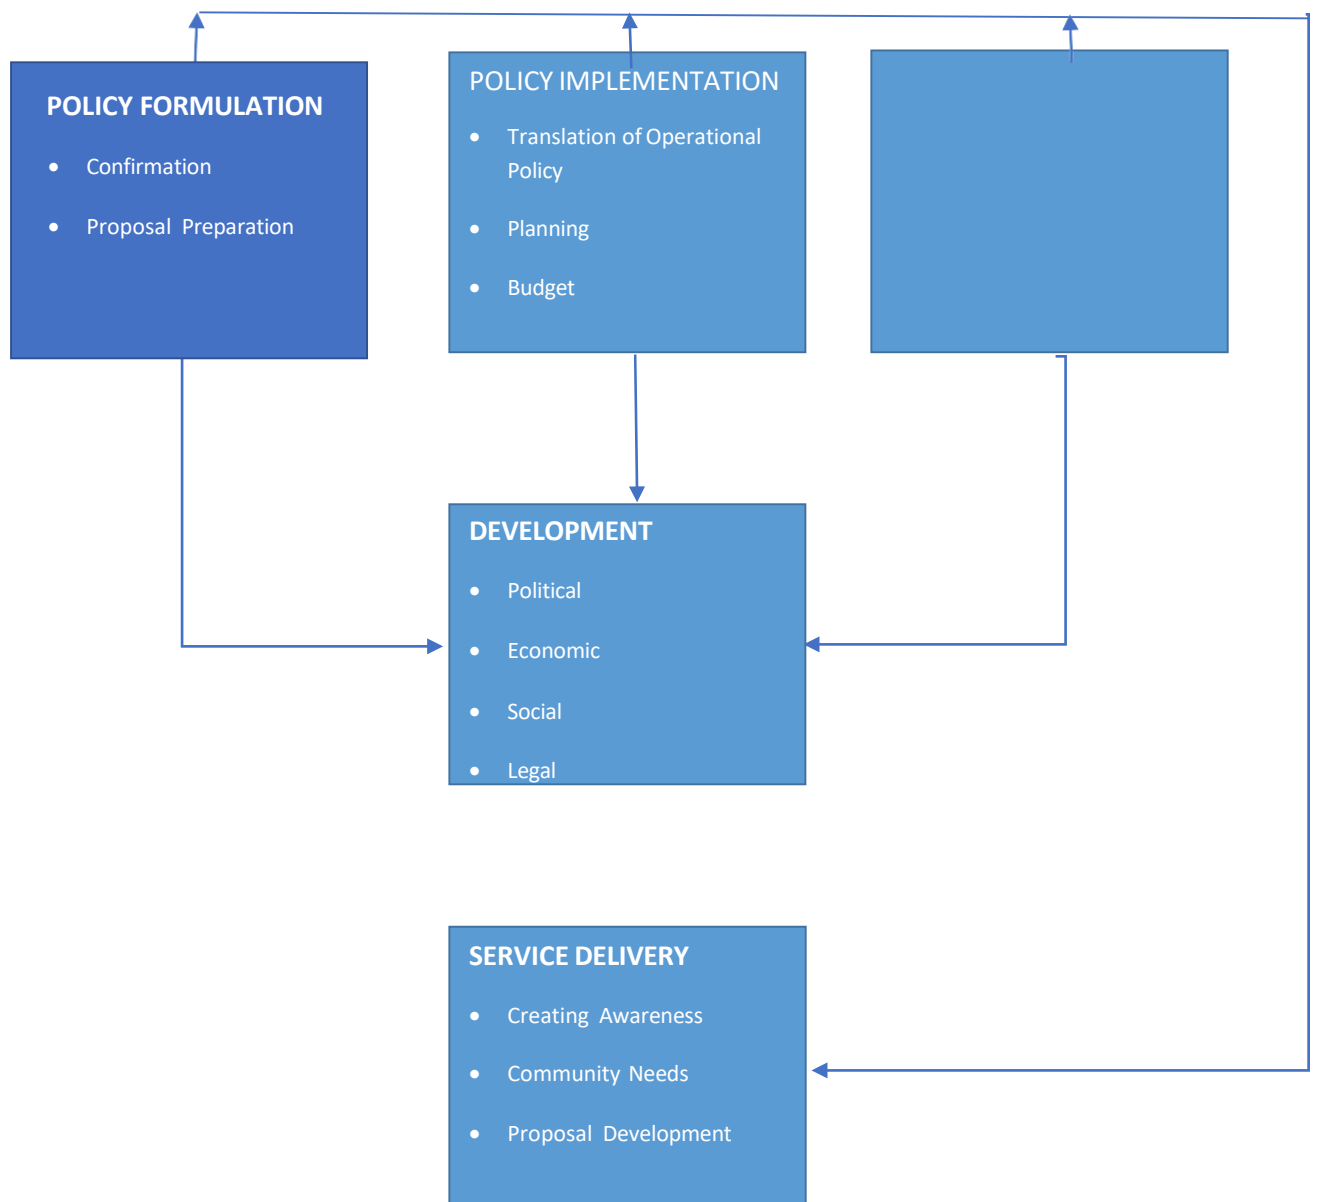 POLICY FORMULATION
• Confirmation
• Proposal Preparation
POLICY IMPLEMENTATION
• Translation of Operational
Policy
• Planning
• Budget
DEVELOPMENT
• Political
• Economic
• Social
• Legal
SERVICE DELIVERY
• Creating Awareness
• Community Needs
• Proposal Development